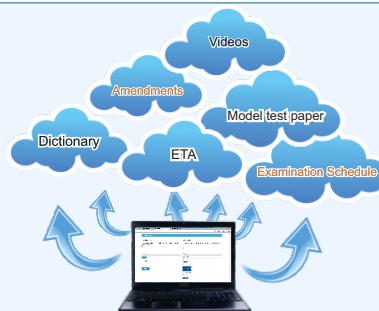 Videos
Amendments
Model test paper
Dictionary
ETA
Examination Schedule